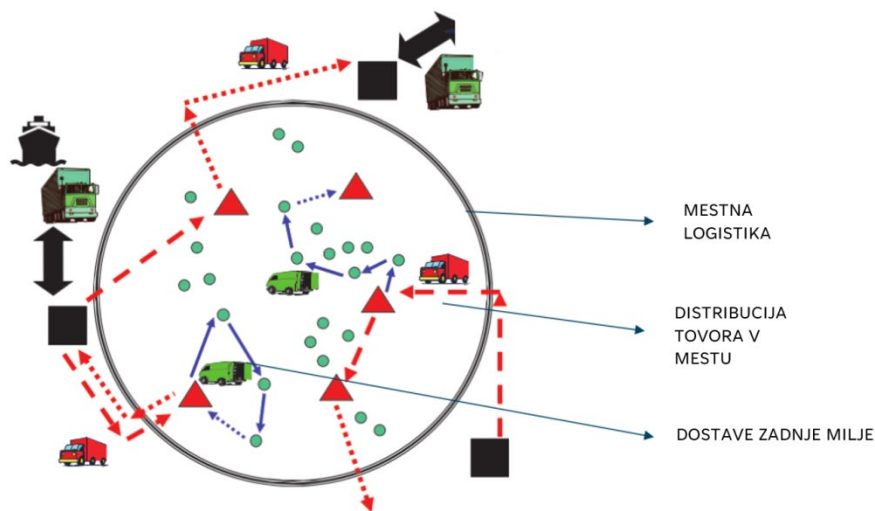 MESTNA
LOGISTIKA
DISTRIBUCIJA
TOVORA V
MESTU
DOSTAVE ZADNJE MILJE